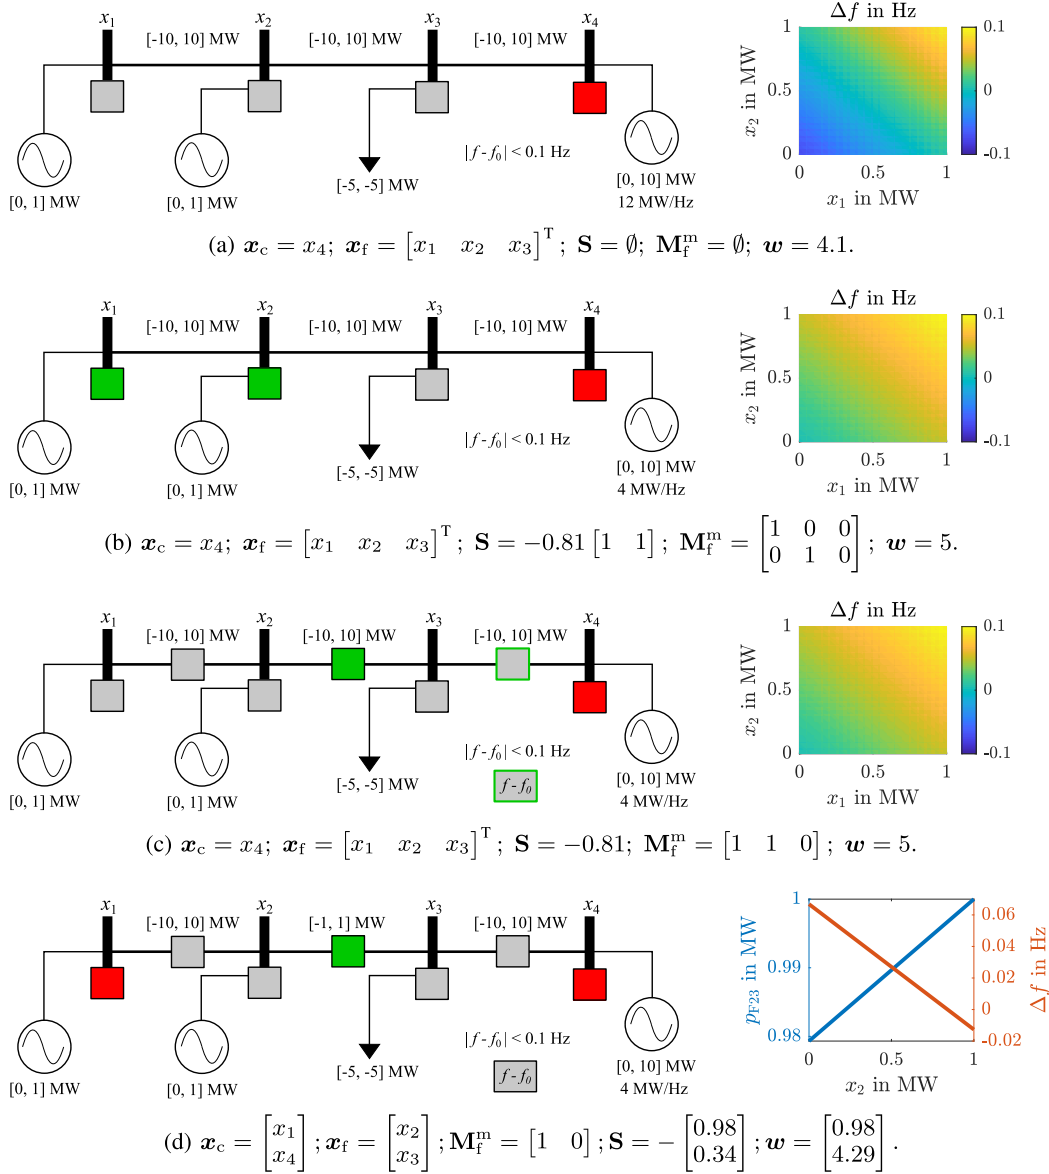 x₁ x₂ x₃ x₄
[-10, 10] MW [-10, 10] MW [-10, 10] MW
|f - f₀| < 0.1 Hz
[0, 1] MW [0, 1] MW [-5, -5] MW [0, 10] MW
12 MW/Hz
Δf in Hz
x₂ in MW
1
0.5
0
0 0.5 1
x₁ in MW
0.1
0
-0.1
(a) x_c = x₄; x_f = [x₁ x₂ x₃]^T; S = ∅; M_f^m = ∅; w = 4.1.
x₁ x₂ x₃ x₄
[-10, 10] MW [-10, 10] MW [-10, 10] MW
|f - f₀| < 0.1 Hz
[0, 1] MW [0, 1] MW [-5, -5] MW [0, 10] MW
4 MW/Hz
Δf in Hz
x₂ in MW
1
0.5
0
0 0.5 1
x₁ in MW
0.1
0
-0.1
(b) x_c = x₄; x_f = [x₁ x₂ x₃]^T; S = −0.81 [1 1]; M_f^m = [1 0 0; 0 1 0]; w = 5.
x₁ x₂ x₃ x₄
[-10, 10] MW [-10, 10] MW [-10, 10] MW
|f - f₀| < 0.1 Hz
f - f₀
[0, 1] MW [0, 1] MW [-5, -5] MW [0, 10] MW
4 MW/Hz
Δf in Hz
x₂ in MW
1
0.5
0
0 0.5 1
x₁ in MW
0.1
0
-0.1
(c) x_c = x₄; x_f = [x₁ x₂ x₃]^T; S = −0.81; M_f^m = [1 1 0]; w = 5.
x₁ x₂ x₃ x₄
[-10, 10] MW [-1, 1] MW [-10, 10] MW
|f - f₀| < 0.1 Hz
f - f₀
[0, 1] MW [0, 1] MW [-5, -5] MW [0, 10] MW
4 MW/Hz
p_F23 in MW
1
0.99
0.98
0 0.5 1
x₂ in MW
0.06
0.04
0.02
0
-0.02
Δf in Hz
(d) x_c = [x₁; x₄]; x_f = [x₂; x₃]; M_f^m = [1 0]; S = − [0.98; 0.34]; w = [0.98; 4.29].